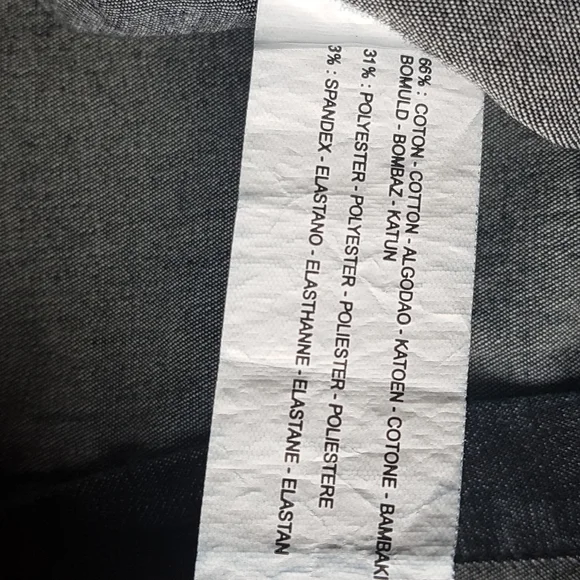 66% : COTON - COTTON - ALGODAO - KATOEN - COTONE - BAMBAKI
BOMULD - BOMBAZ - KATUN
31% : POLYESTER - POLYESTER - POLIESTER - POLIESTERE
3% : SPANDEX - ELASTANO - ELASTHANNE - ELASTANE - ELASTAN